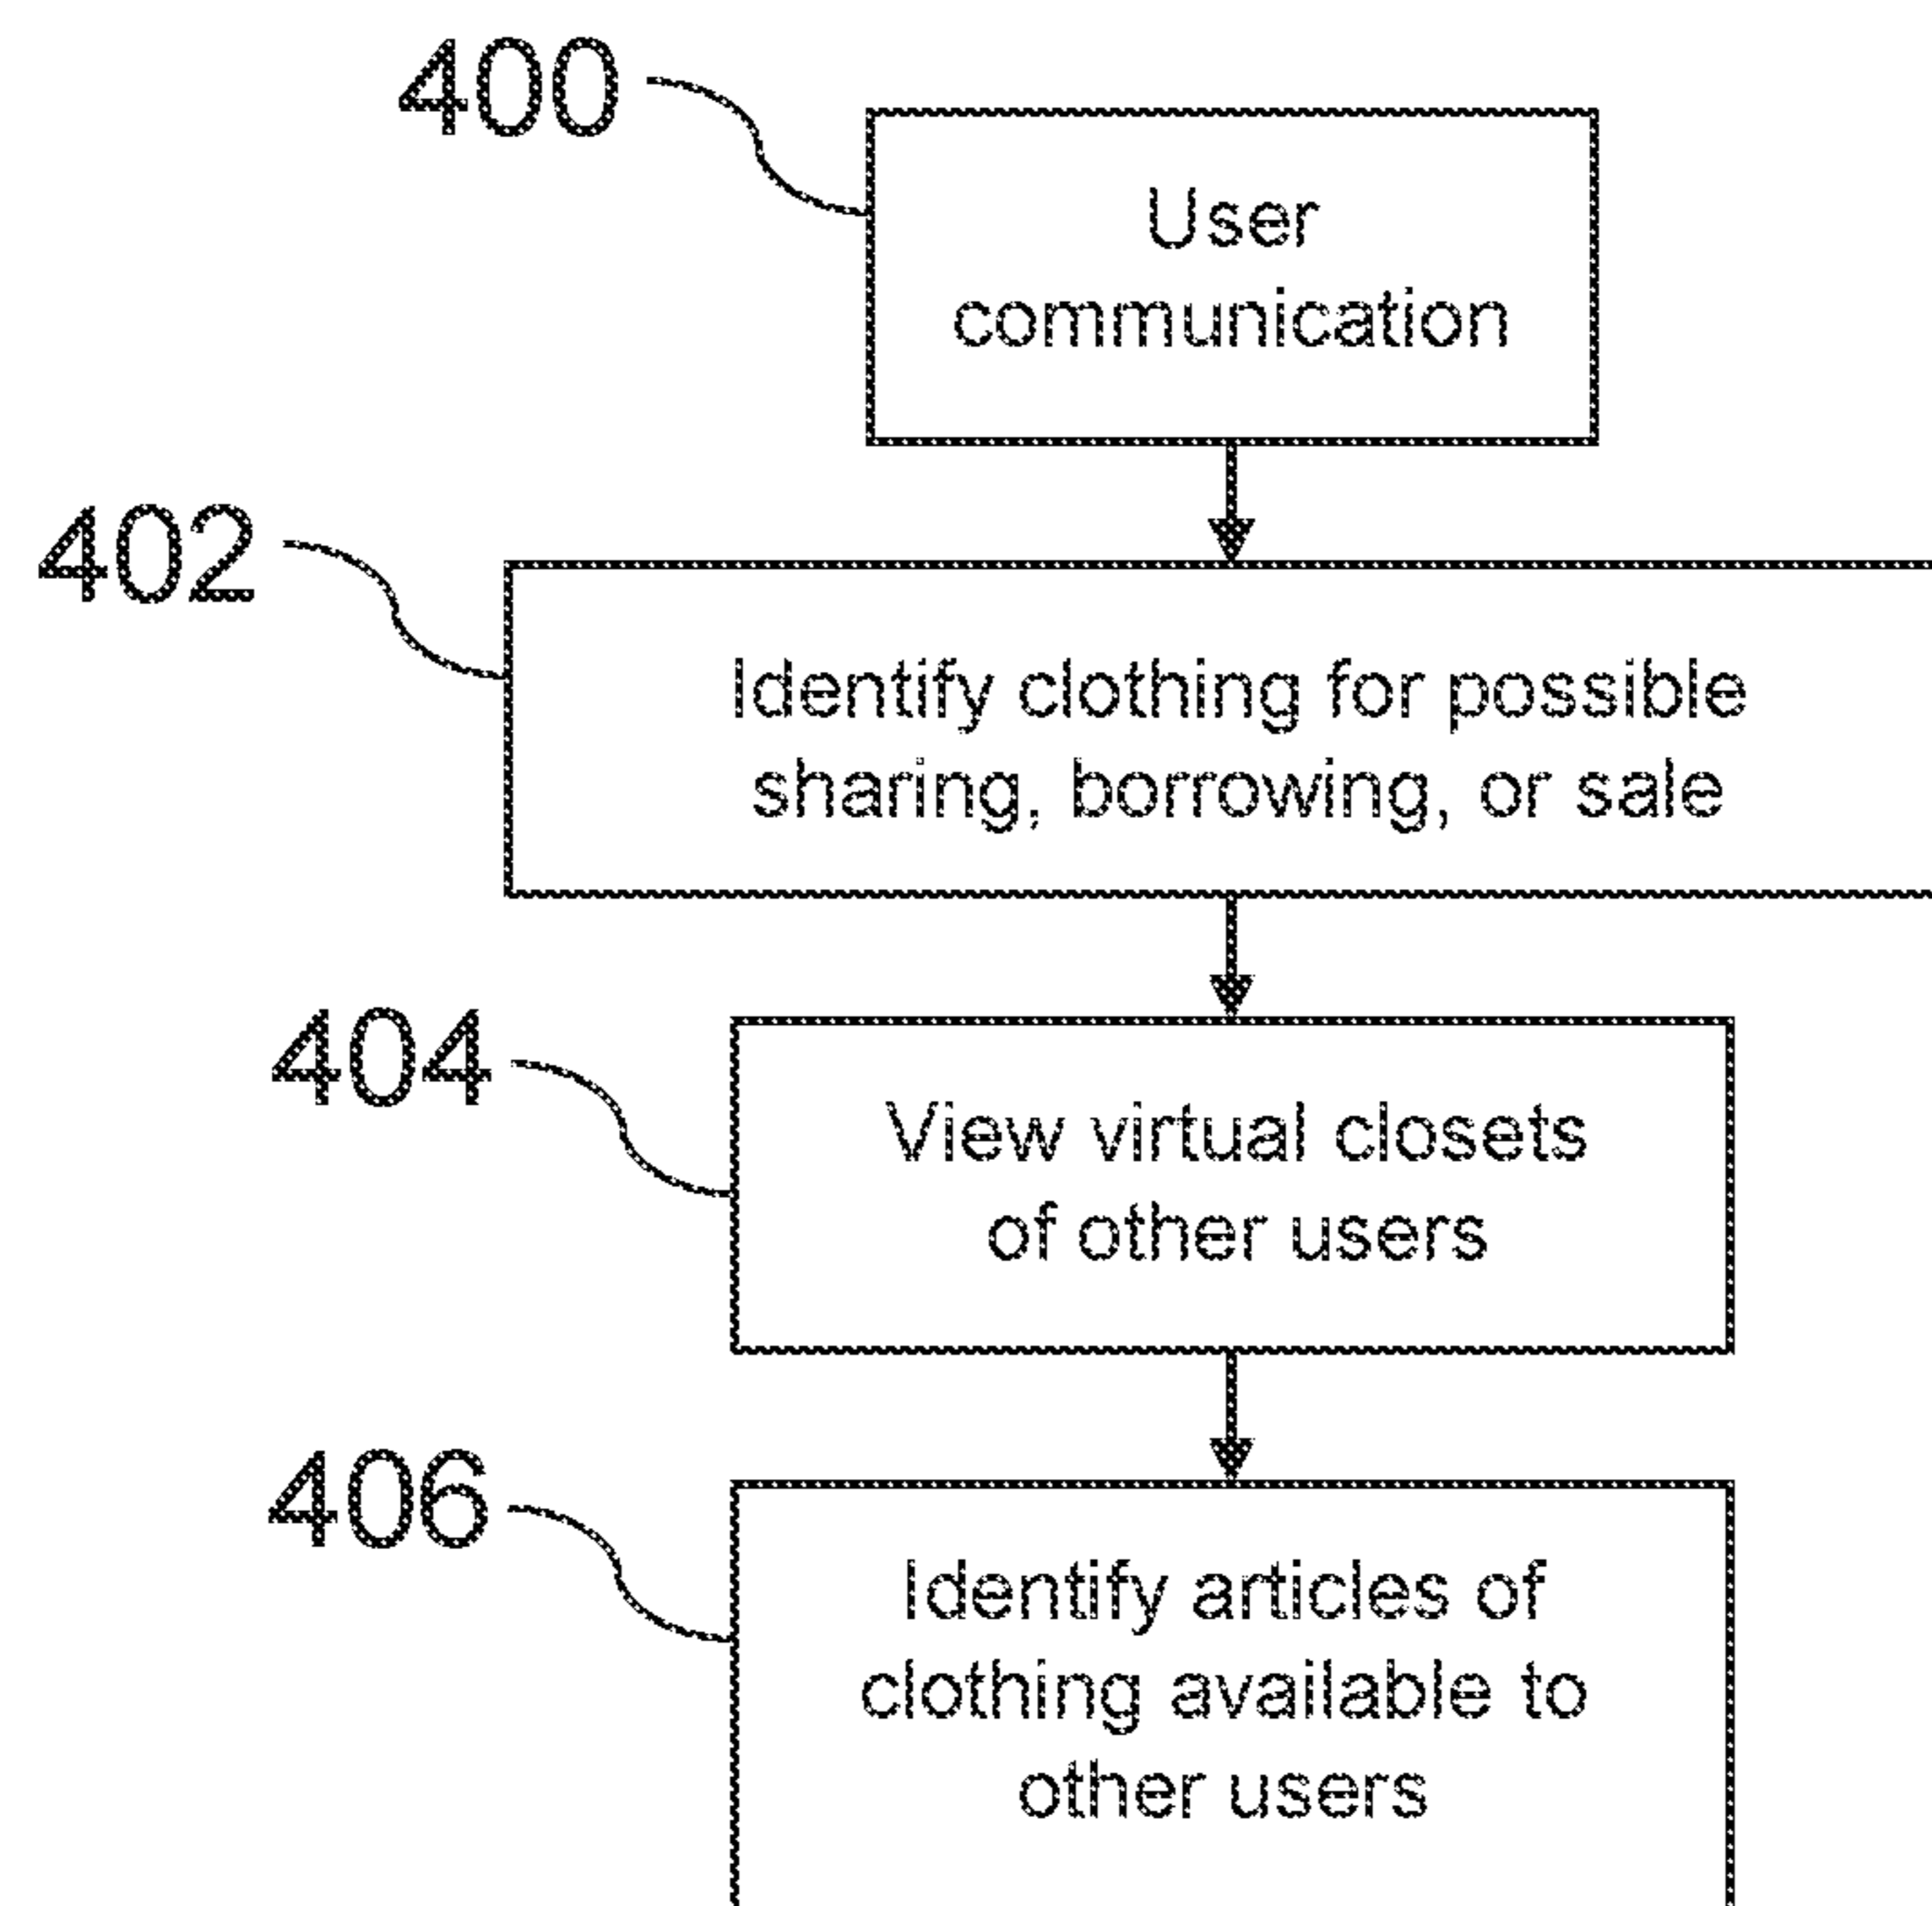 400
User
communication
402
Identify clothing for possible
sharing, borrowing, or sale
404
View virtual closets
of other users
406
Identify articles of
clothing available to
other users